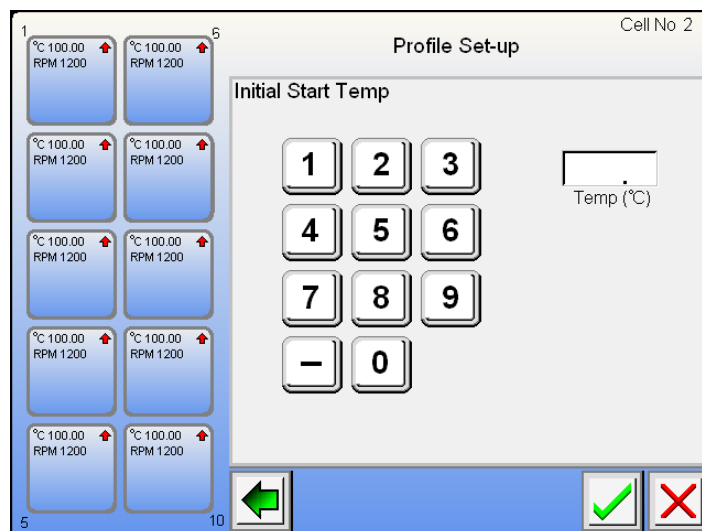 1
6
°C 100.00
RPM 1200
°C 100.00
RPM 1200
°C 100.00
RPM 1200
°C 100.00
RPM 1200
°C 100.00
RPM 1200
°C 100.00
RPM 1200
°C 100.00
RPM 1200
°C 100.00
RPM 1200
°C 100.00
RPM 1200
°C 100.00
RPM 1200
5
10
Cell No 2
Profile Set-up
Initial Start Temp
1 2 3
4 5 6
7 8 9
– 0
.
Temp (°C)